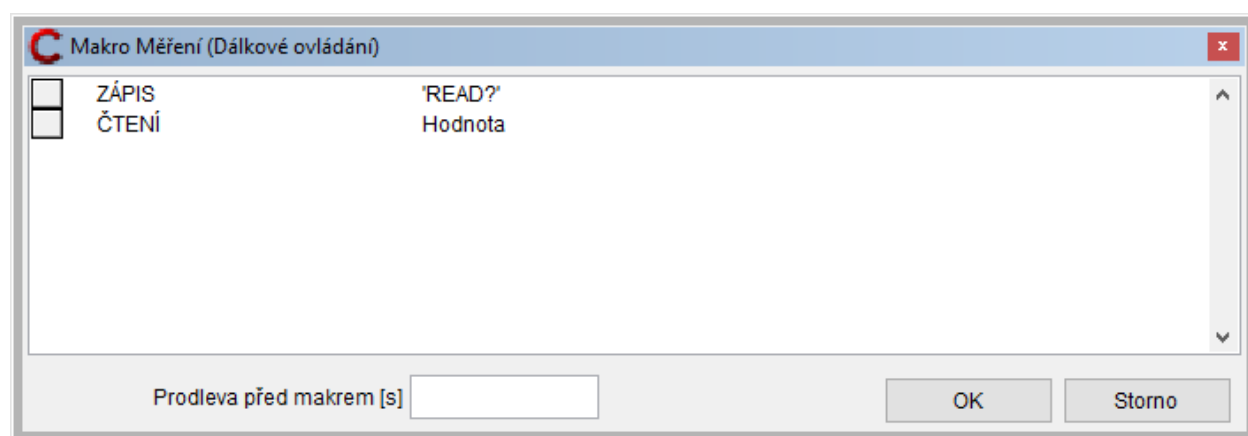 Makro Měření (Dálkové ovládání)
ZÁPIS 'READ?'
ČTENÍ Hodnota
Prodleva před makrem [s] OK Storno